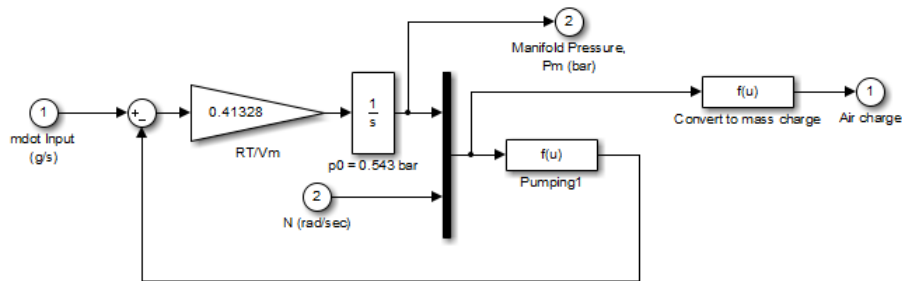 2
Manifold Pressure,
Pm (bar)
1
mdot Input
(g/s)
+
−
0.41328
RT/Vm
1
s
p0 = 0.543 bar
f(u)
Convert to mass charge
1
Air charge
f(u)
Pumping1
2
N (rad/sec)